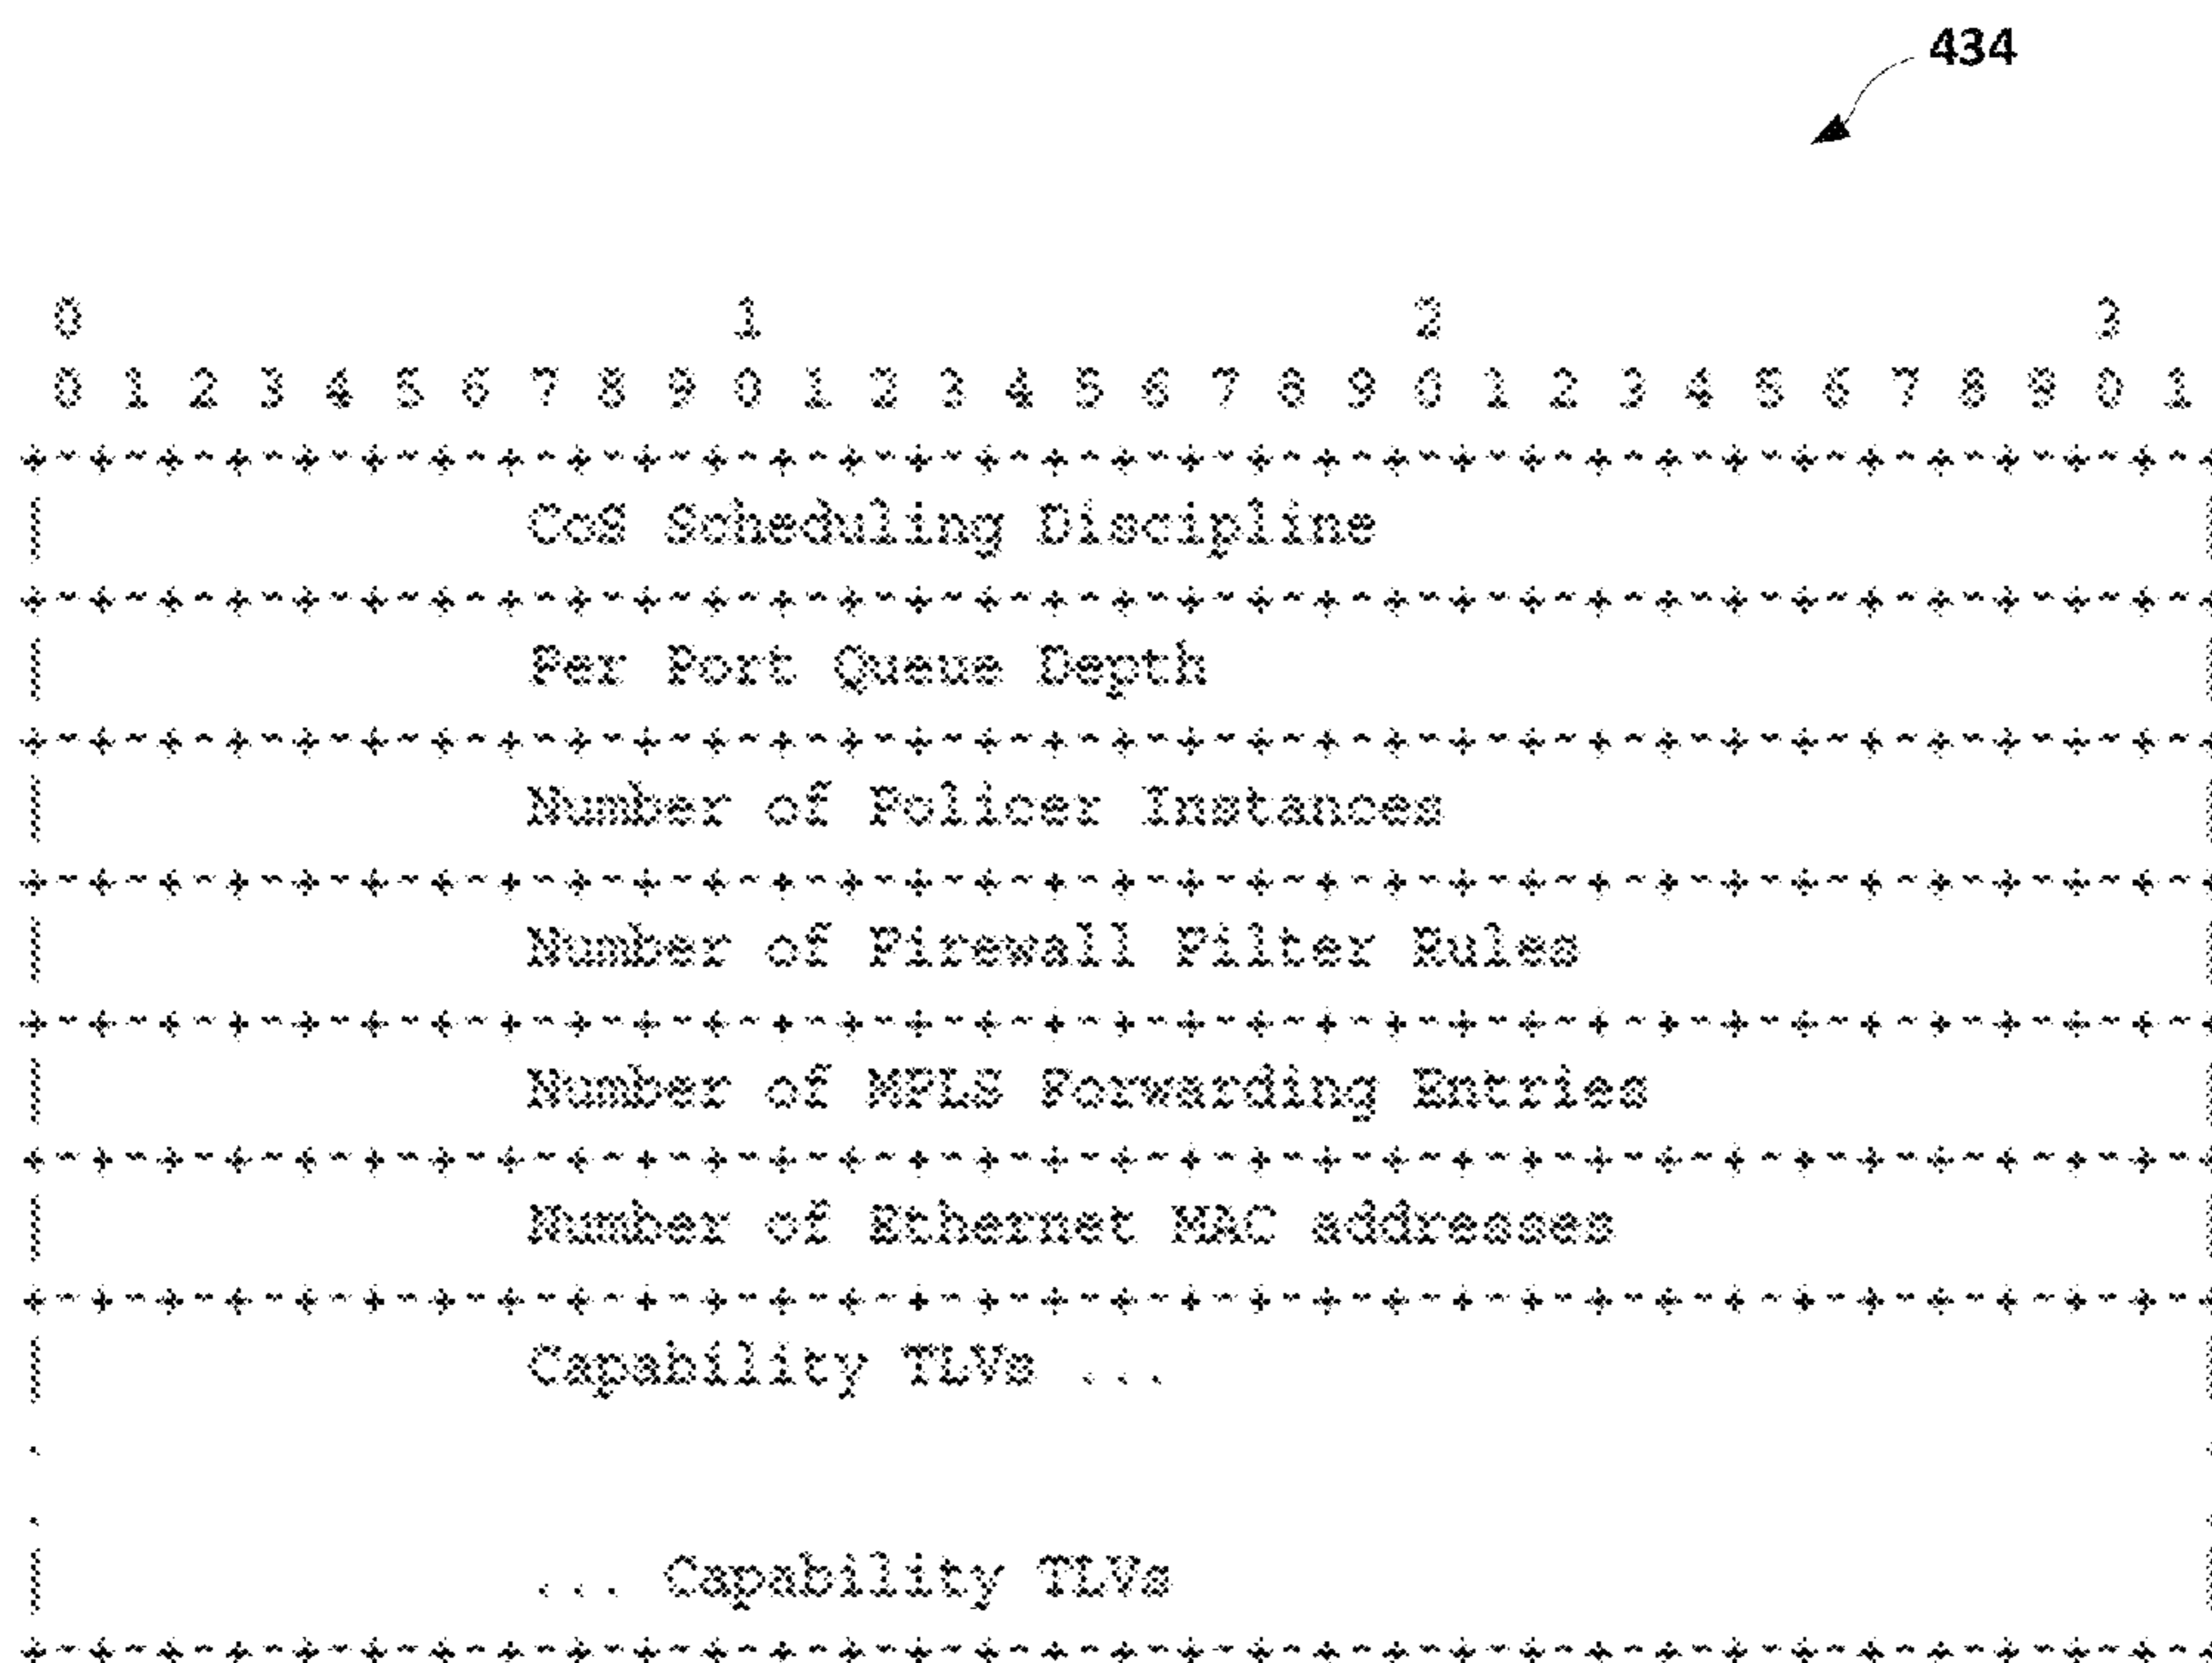 434
0 1 2 3
0 1 2 3 4 5 6 7 8 9 0 1 2 3 4 5 6 7 8 9 0 1 2 3 4 5 6 7 8 9 0 1
+-+-+-+-+-+-+-+-+-+-+-+-+-+-+-+-+-+-+-+-+-+-+-+-+-+-+-+-+-+-+-+-+
| CoS Scheduling Discipline |
+-+-+-+-+-+-+-+-+-+-+-+-+-+-+-+-+-+-+-+-+-+-+-+-+-+-+-+-+-+-+-+-+
| Per Port Queue Depth |
+-+-+-+-+-+-+-+-+-+-+-+-+-+-+-+-+-+-+-+-+-+-+-+-+-+-+-+-+-+-+-+-+
| Number of Policer Instances |
+-+-+-+-+-+-+-+-+-+-+-+-+-+-+-+-+-+-+-+-+-+-+-+-+-+-+-+-+-+-+-+-+
| Number of Firewall Filter Rules |
+-+-+-+-+-+-+-+-+-+-+-+-+-+-+-+-+-+-+-+-+-+-+-+-+-+-+-+-+-+-+-+-+
| Number of MPLS Forwarding Entries |
+-+-+-+-+-+-+-+-+-+-+-+-+-+-+-+-+-+-+-+-+-+-+-+-+-+-+-+-+-+-+-+-+
| Number of Ethernet MAC addresses |
+-+-+-+-+-+-+-+-+-+-+-+-+-+-+-+-+-+-+-+-+-+-+-+-+-+-+-+-+-+-+-+-+
| Capability TLVs ... |
. .
. .
| ... Capability TLVs |
+-+-+-+-+-+-+-+-+-+-+-+-+-+-+-+-+-+-+-+-+-+-+-+-+-+-+-+-+-+-+-+-+